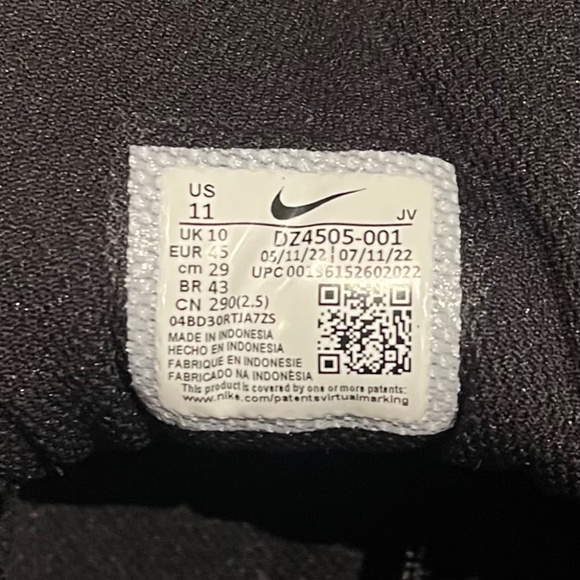 US
11
JV
UK 10
DZ4505-001
EUR 45
05/11/22 | 07/11/22
cm 29
UPC 00196152602022
BR 43
CN 290(2.5)
04BD30RTJA7ZS
MADE IN INDONESIA
HECHO EN INDONESIA
FABRIQUE EN INDONESIE
FABRICADO NA INDONÈSIA
This product is covered by one or more patents:
www.nike.com/patentsvirtualmarking